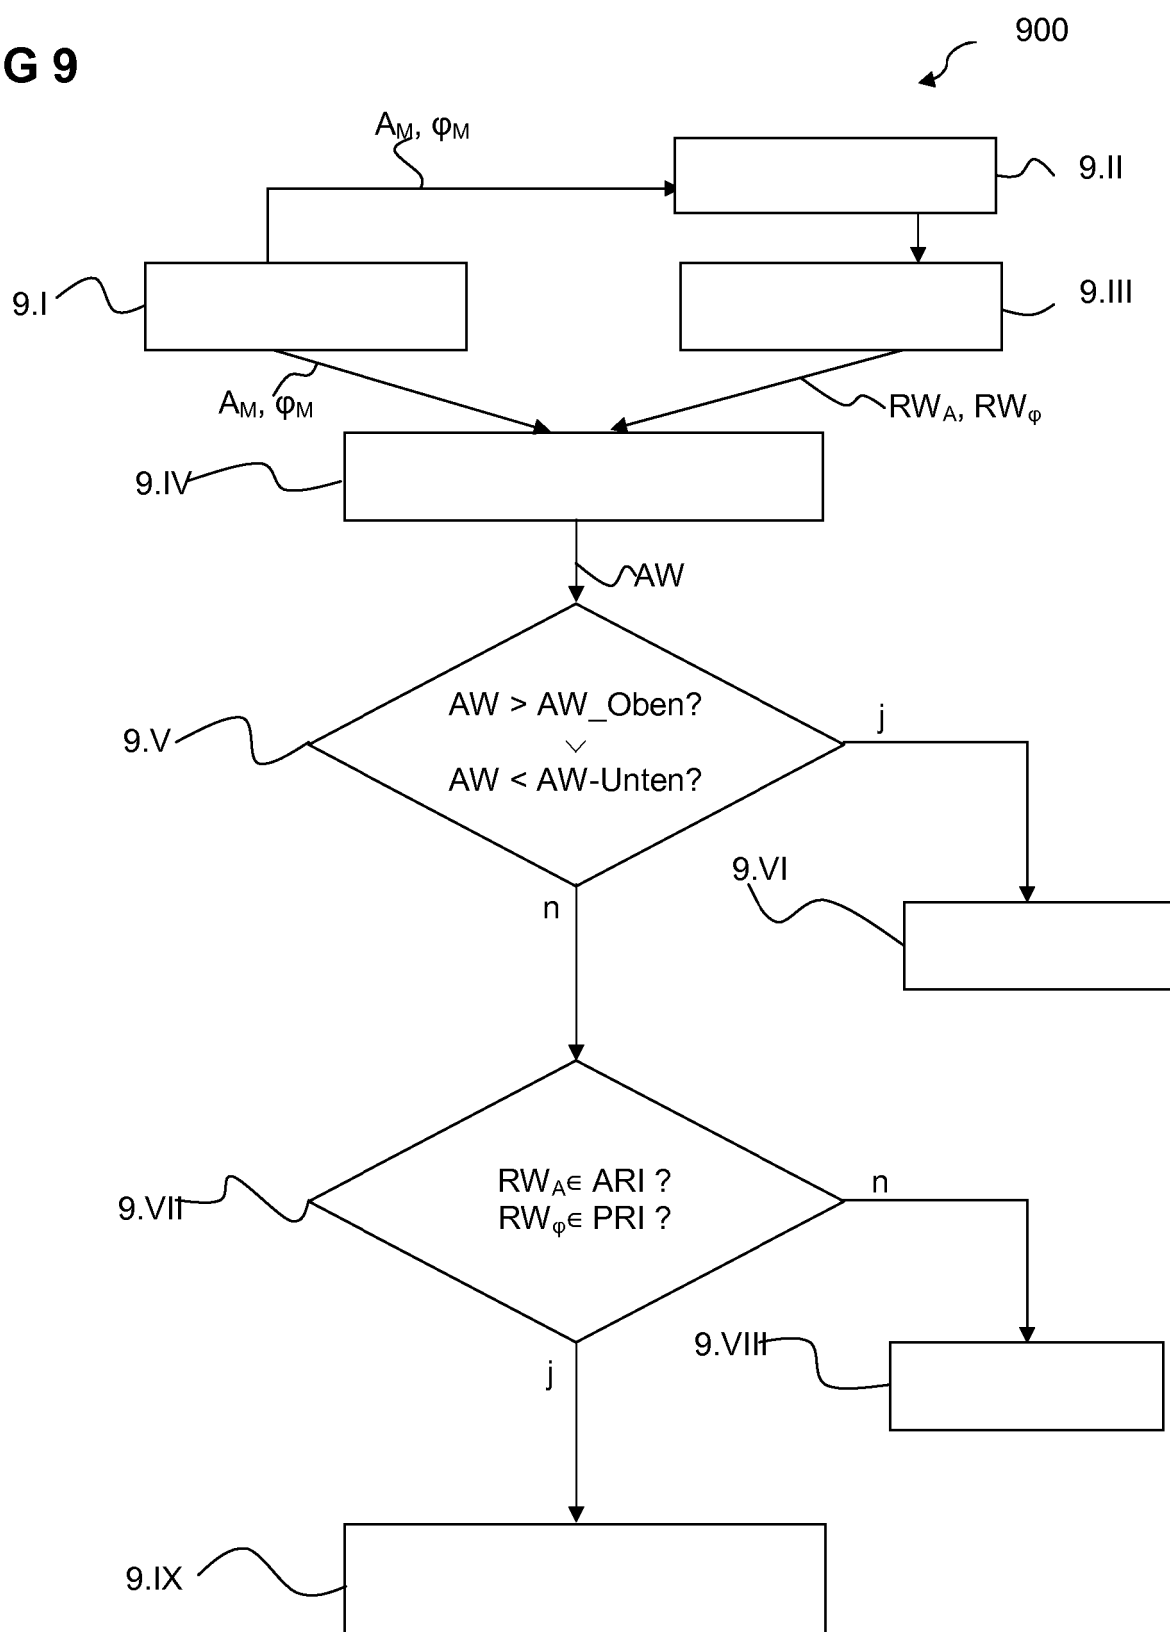 G 9
900
A_M, φ_M
9.II
9.I
9.III
A_M, φ_M
RW_A, RW_φ
9.IV
AW
AW > AW_Oben?
∨
AW < AW-Unten?
9.V
j
9.VI
n
RW_A∈ ARI ?
RW_φ∈ PRI ?
9.VII
n
9.VIII
j
9.IX